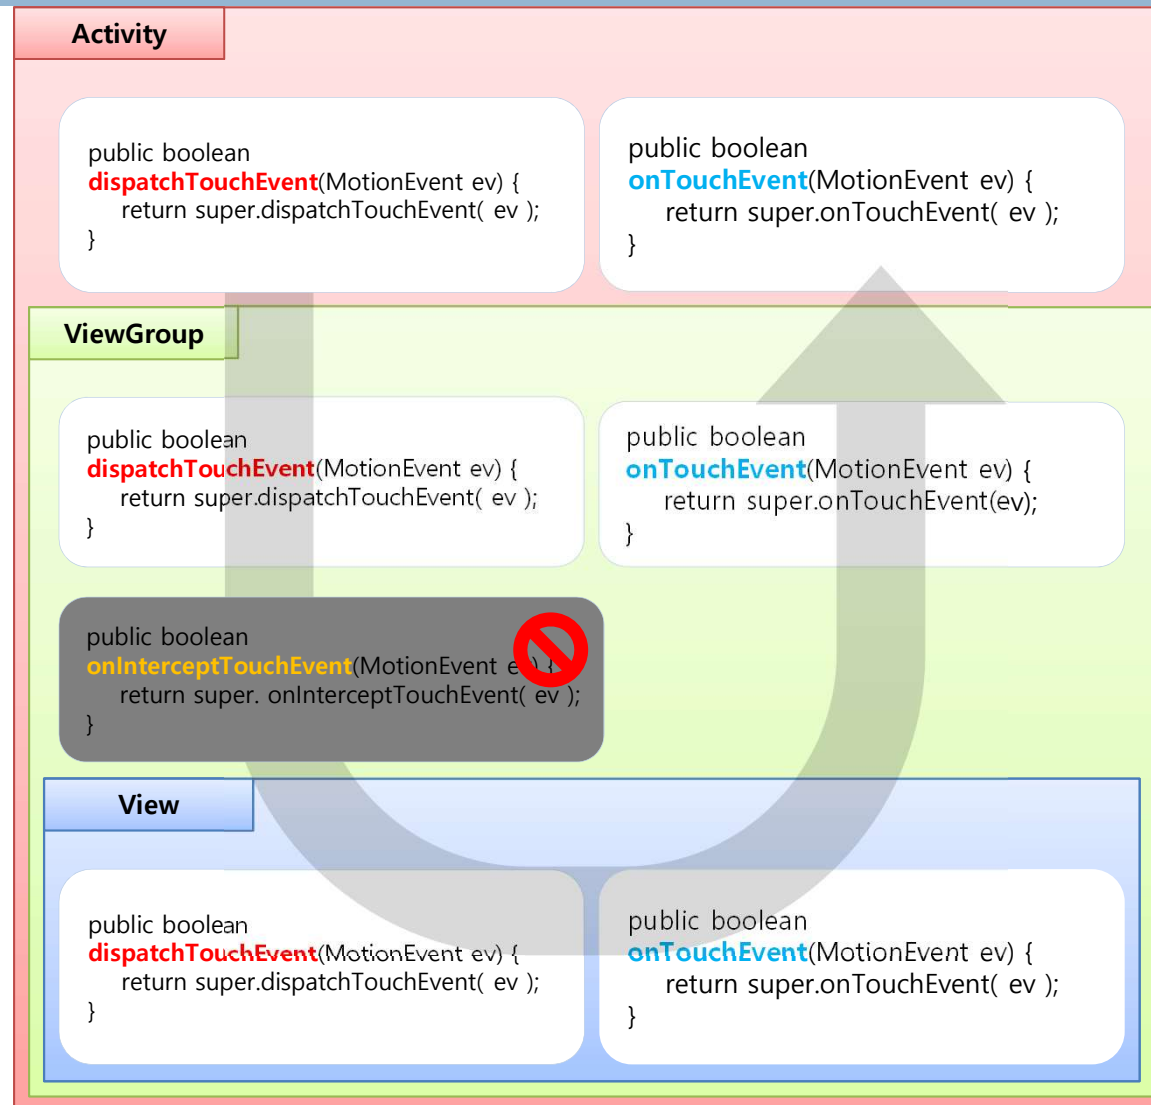 Activity
public boolean
dispatchTouchEvent(MotionEvent ev) {
return super.dispatchTouchEvent( ev );
}
public boolean
onTouchEvent(MotionEvent ev) {
return super.onTouchEvent( ev );
}
ViewGroup
public boolean
dispatchTouchEvent(MotionEvent ev) {
return super.dispatchTouchEvent( ev );
}
public boolean
onTouchEvent(MotionEvent ev) {
return super.onTouchEvent(ev);
}
public boolean
onInterceptTouchEvent(MotionEvent ev) {
return super. onInterceptTouchEvent( ev );
}
View
public boolean
dispatchTouchEvent(MotionEvent ev) {
return super.dispatchTouchEvent( ev );
}
public boolean
onTouchEvent(MotionEvent ev) {
return super.onTouchEvent( ev );
}